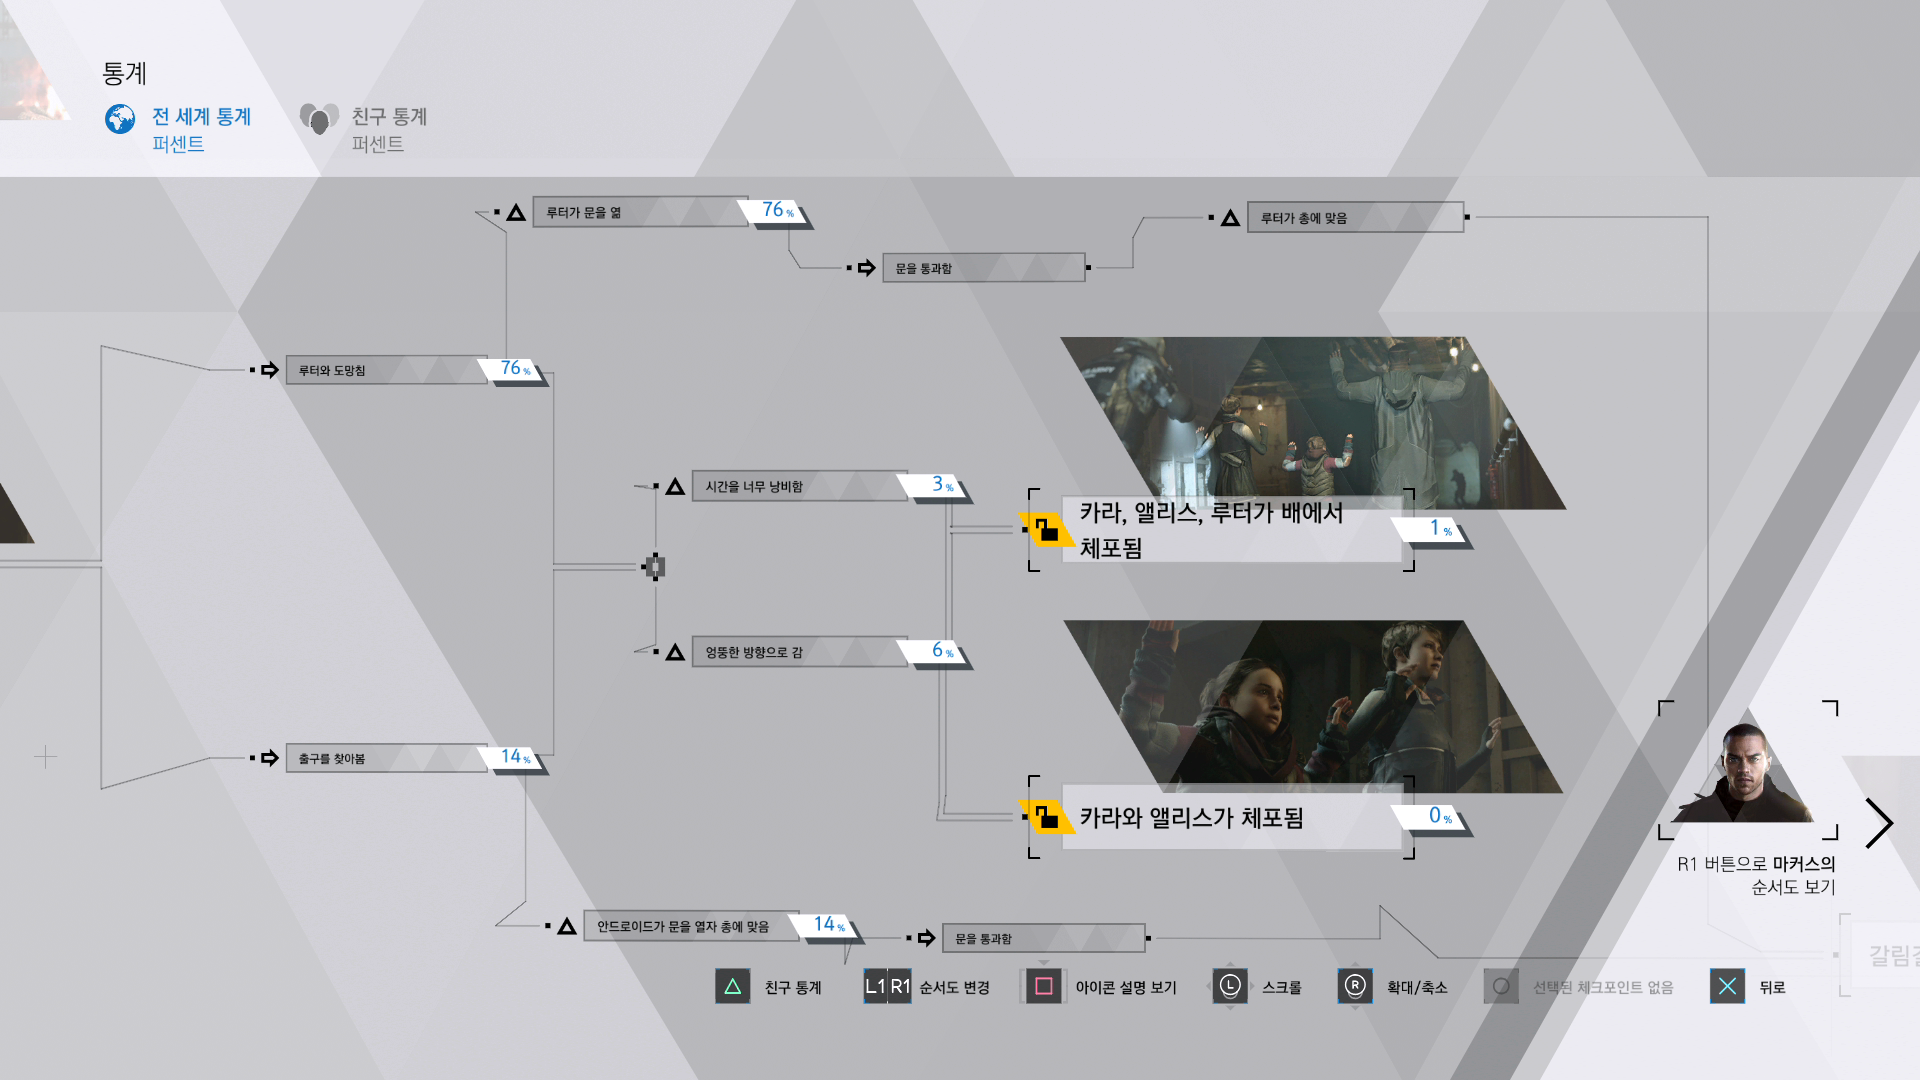 통계
전 세계 통계
퍼센트
친구 통계
퍼센트
루터가 문을 엶
76 %
문을 통과함
루터가 총에 맞음
루터와 도망침
76 %
시간을 너무 낭비함
3 %
카라, 앨리스, 루터가 배에서
체포됨
1 %
엉뚱한 방향으로 감
6 %
출구를 찾아봄
14 %
카라와 앨리스가 체포됨
0 %
R1 버튼으로 마커스의
순서도 보기
안드로이드가 문을 열자 총에 맞음
14 %
문을 통과함
친구 통계
L1 R1 순서도 변경
아이콘 설명 보기
L 스크롤
R 확대/축소
선택된 체크포인트 없음
뒤로